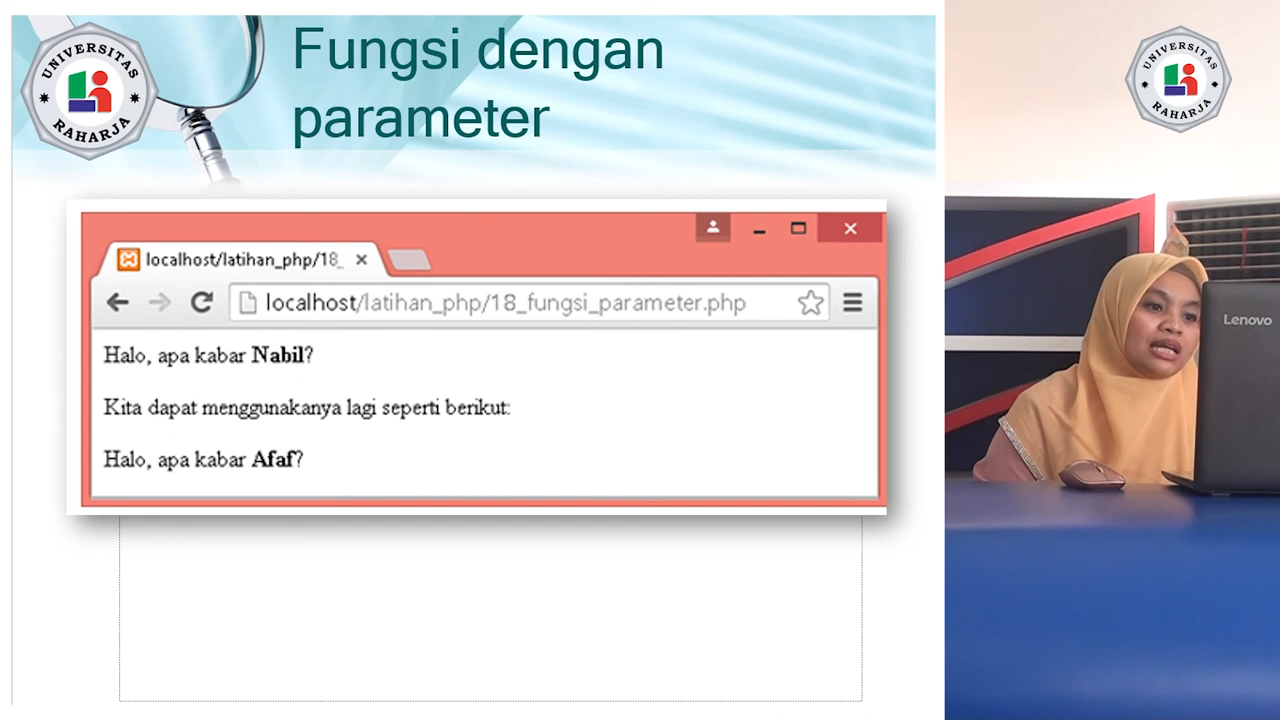 UNIVERSITAS
RAHARJA
Fungsi dengan
parameter
localhost/latihan_php/18_
localhost/latihan_php/18_fungsi_parameter.php
Halo, apa kabar Nabil?
Kita dapat menggunakanya lagi seperti berikut:
Halo, apa kabar Afaf?
UNIVERSITAS
RAHARJA
Lenovo